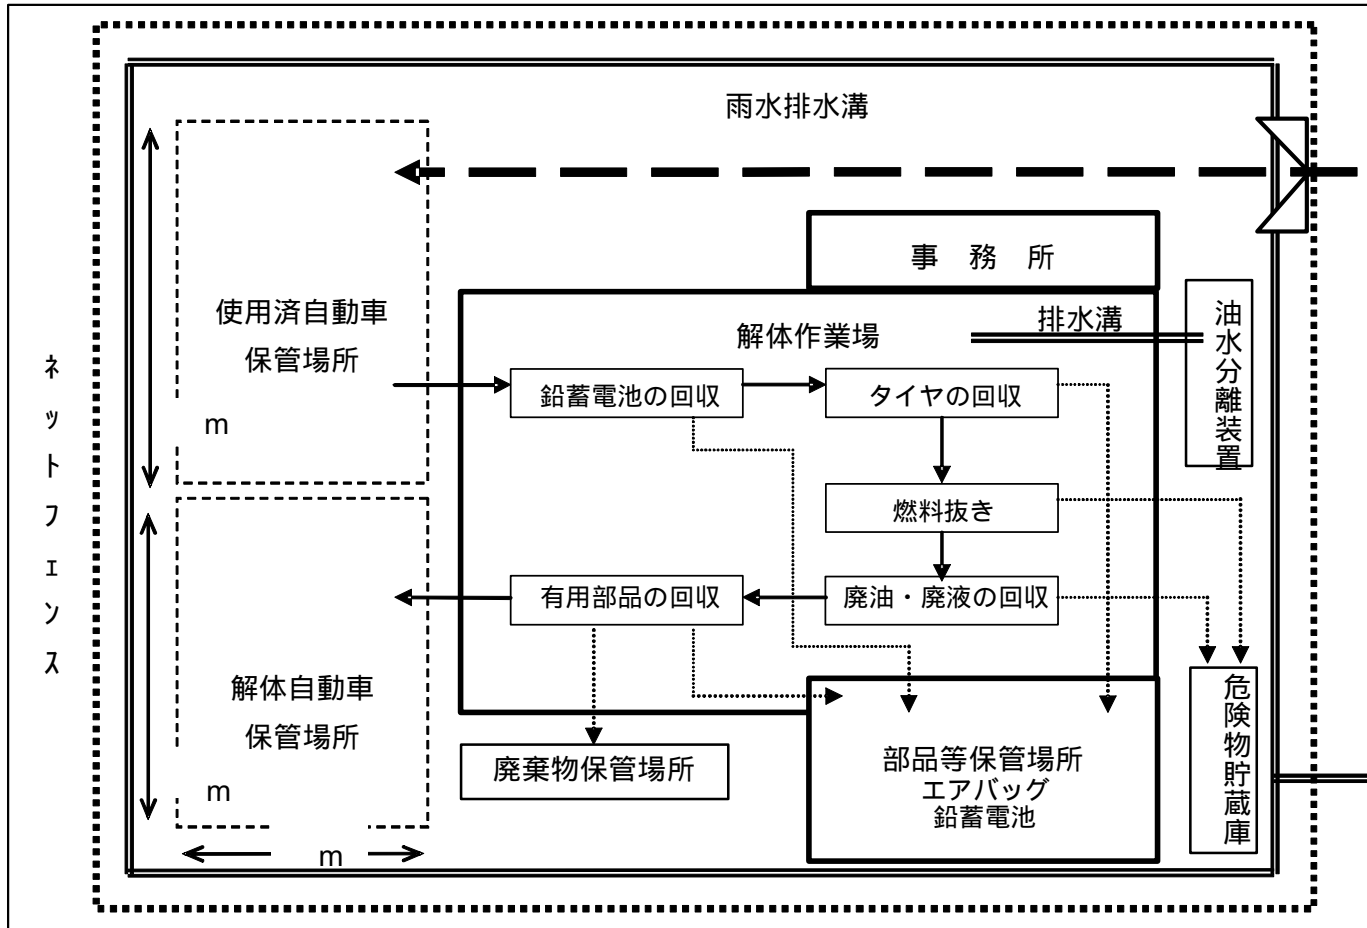 雨水排水溝
事　務　所
使用済自動車
保管場所
m
ネットフェンス
解体作業場
排水溝
油水分離装置
鉛蓄電池の回収
タイヤの回収
燃料抜き
有用部品の回収
廃油・廃液の回収
解体自動車
保管場所
m
m
廃棄物保管場所
部品等保管場所
エアバッグ
鉛蓄電池
危険物貯蔵庫